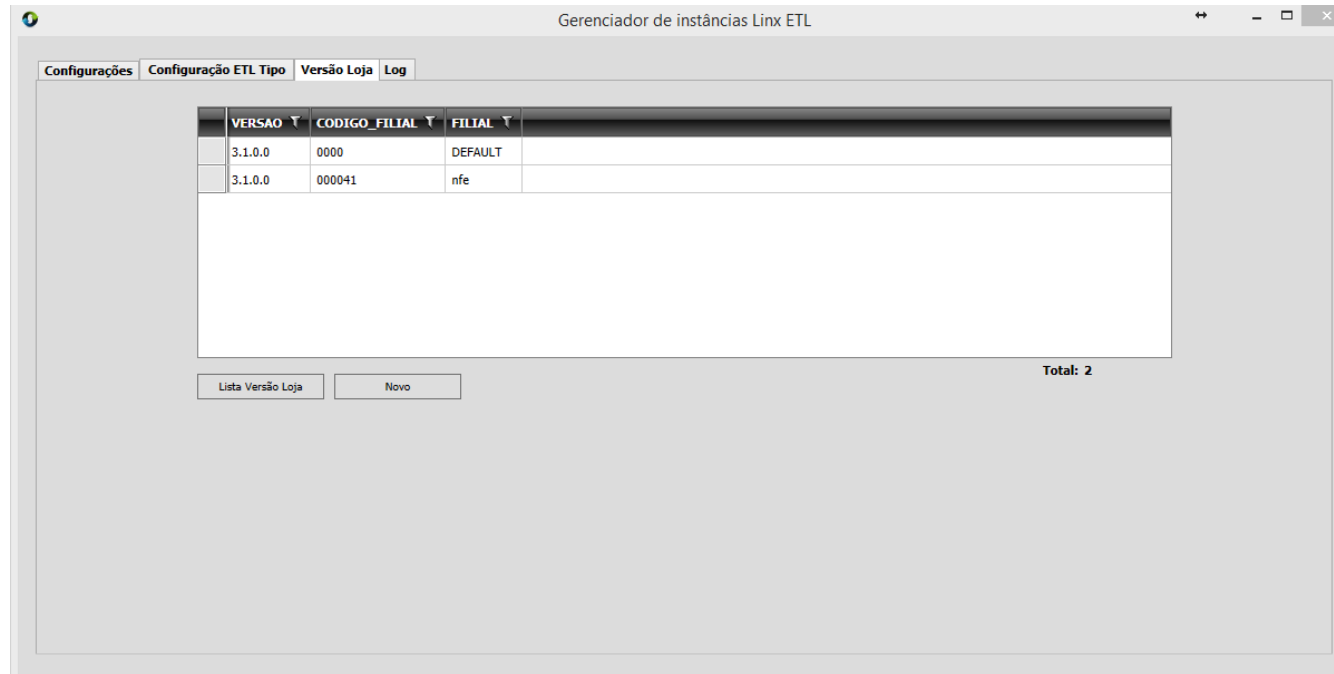 Gerenciador de instâncias Linx ETL
Configurações Configuração ETL Tipo Versão Loja Log
VERSAO CODIGO_FILIAL FILIAL
3.1.0.0 0000 DEFAULT
3.1.0.0 000041 nfe
Total: 2
Lista Versão Loja Novo